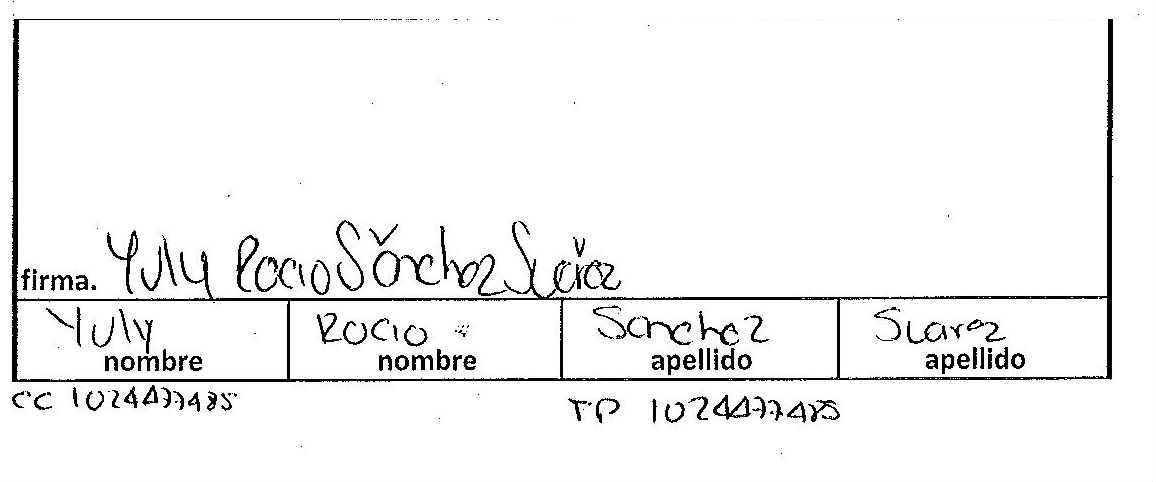 firma. Yuly Rocio Sánchez Suárez
Yuly Rocio Sanchez Suarez
nombre nombre apellido apellido
CC 1024477485 TP 1024477485